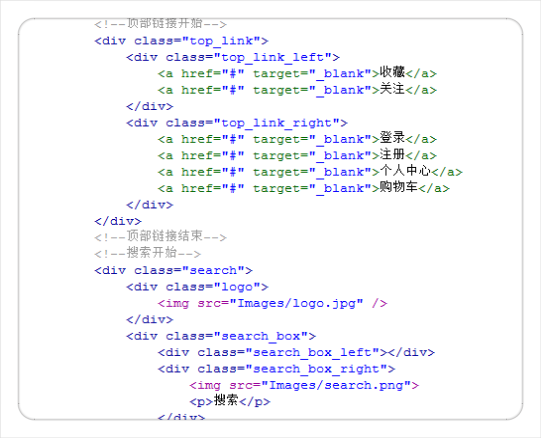 <!--顶部链接开始-->
<div class="top_link">
<div class="top_link_left">
<a href="#" target="_blank">收藏</a>
<a href="#" target="_blank">关注</a>
</div>
<div class="top_link_right">
<a href="#" target="_blank">登录</a>
<a href="#" target="_blank">注册</a>
<a href="#" target="_blank">个人中心</a>
<a href="#" target="_blank">购物车</a>
</div>
</div>
<!--顶部链接结束-->
<!--搜索开始-->
<div class="search">
<div class="logo">
<img src="Images/logo.jpg" />
</div>
<div class="search_box">
<div class="search_box_left"></div>
<div class="search_box_right">
<img src="Images/search.png">
<p>搜索</p>
</div>